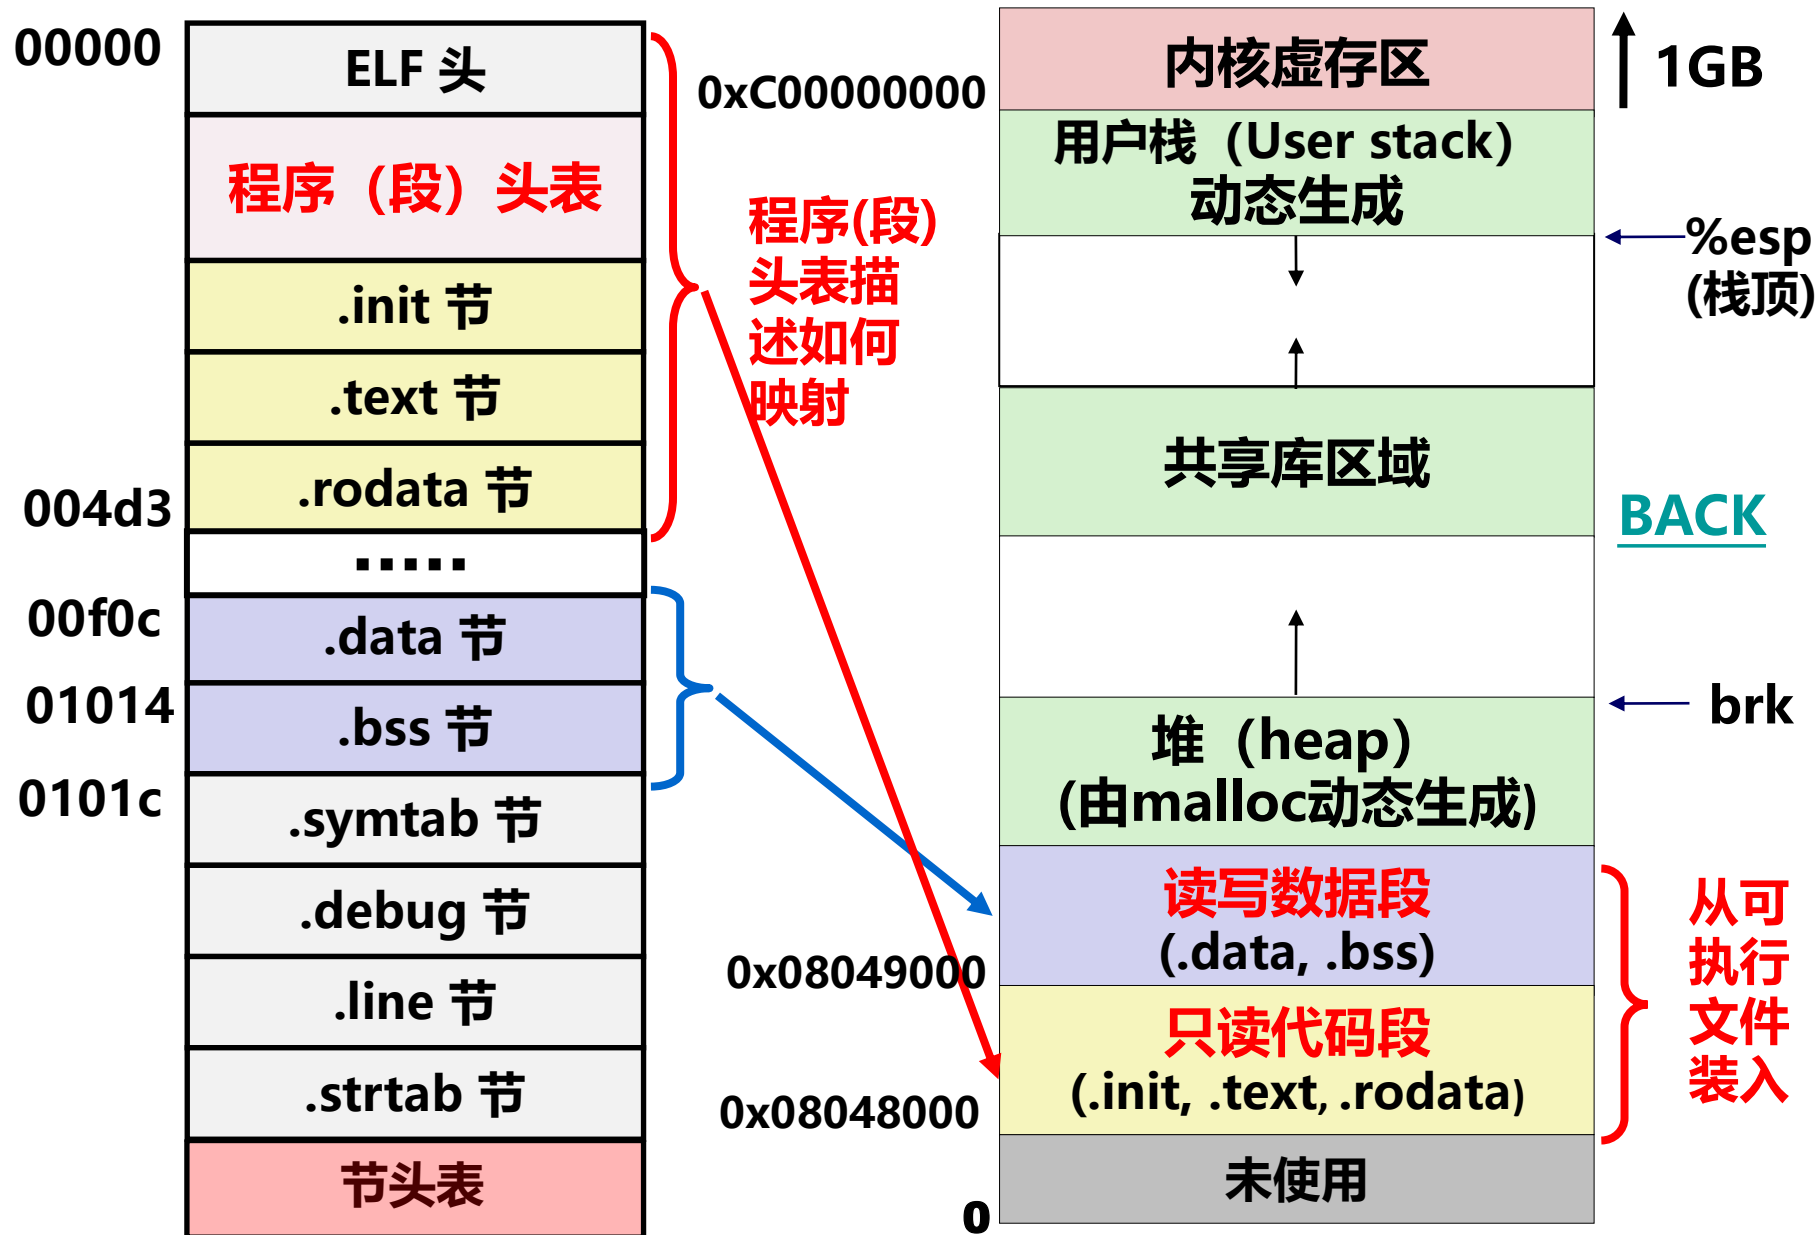 00000
ELF 头
程序（段）头表
.init 节
.text 节
.rodata 节
004d3
......
00f0c
.data 节
01014
.bss 节
0101c
.symtab 节
.debug 节
.line 节
.strtab 节
节头表
程序(段)
头表描
述如何
映射
0xC00000000
内核虚存区
1GB
用户栈（User stack）
动态生成
%esp
(栈顶)
共享库区域
BACK
brk
堆（heap）
(由malloc动态生成)
读写数据段
(.data, .bss)
0x08049000
只读代码段
(.init, .text, .rodata)
0x08048000
未使用
0
从可
执行
文件
装入